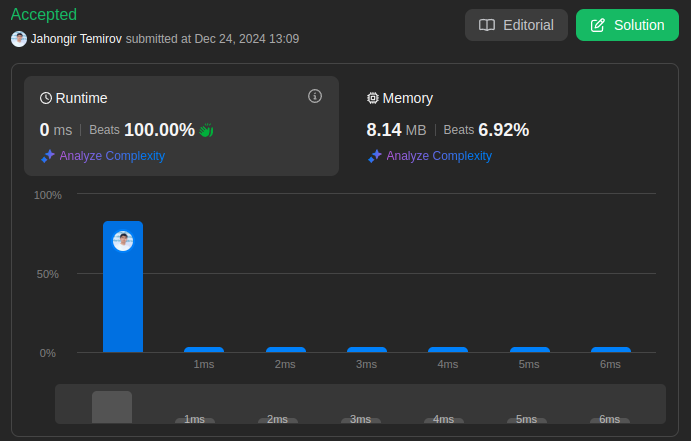 Accepted
Editorial
Solution
Jahongir Temirov submitted at Dec 24, 2024 13:09
Runtime
Memory
0 ms | Beats 100.00%
8.14 MB | Beats 6.92%
Analyze Complexity
Analyze Complexity
100%
50%
0%
1ms 2ms 3ms 4ms 5ms 6ms
1ms 2ms 3ms 4ms 5ms 6ms